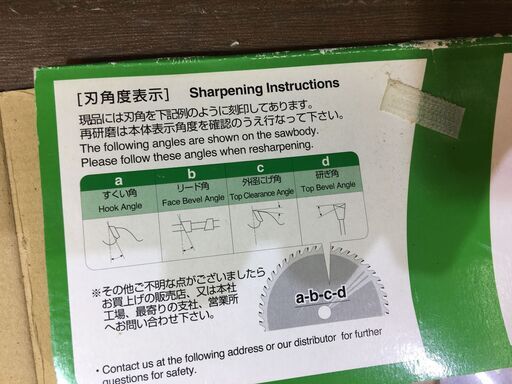 [刃角度表示] Sharpening Instructions
現品には刃角を下記例のように刻印してあります。
再研磨は本体表示角度を確認のうえ行なって下さい。
The following angles are shown on the sawbody.
Please follow these angles when resharpening.
a b c d
すくい角 リード角 外径にげ角 研ぎ角
Hook Angle Face Bevel Angle Top Clearance Angle Top Bevel Angle
※その他ご不明な点がございましたら
お買上げの販売店、又は本社
工場、最寄りの支社、営業所
へお問い合わせ下さい。
a-b-c-d
・Contact us at the following address or our distributor for further
questions for safety.